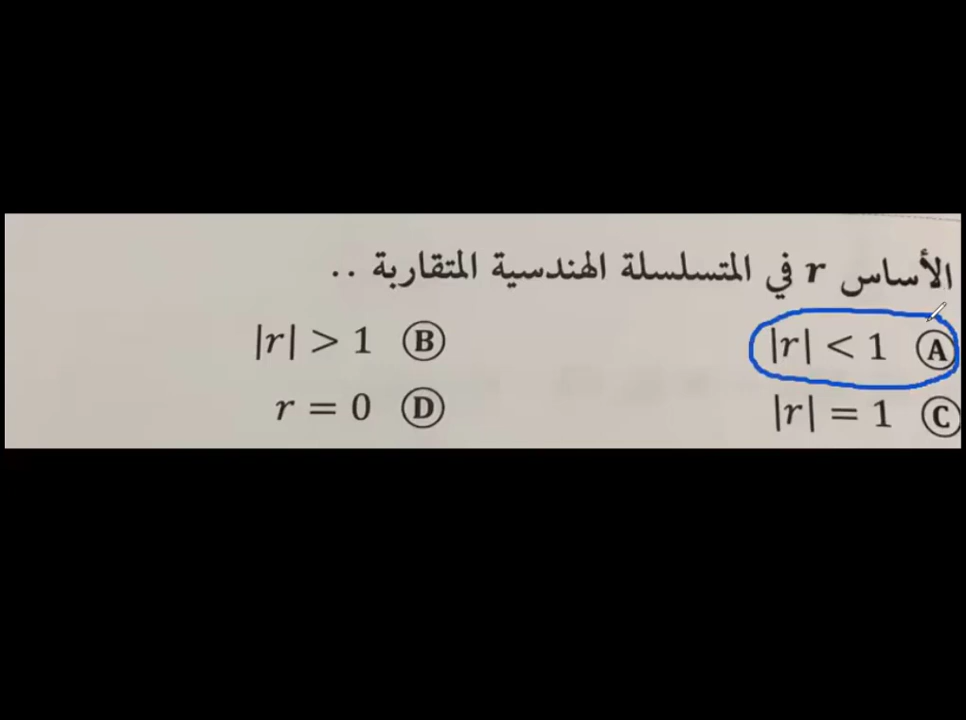 الأساس r في المتسلسلة الهندسية المتقاربة ..
Ⓐ |r| < 1
Ⓑ |r| > 1
Ⓒ |r| = 1
Ⓓ r = 0